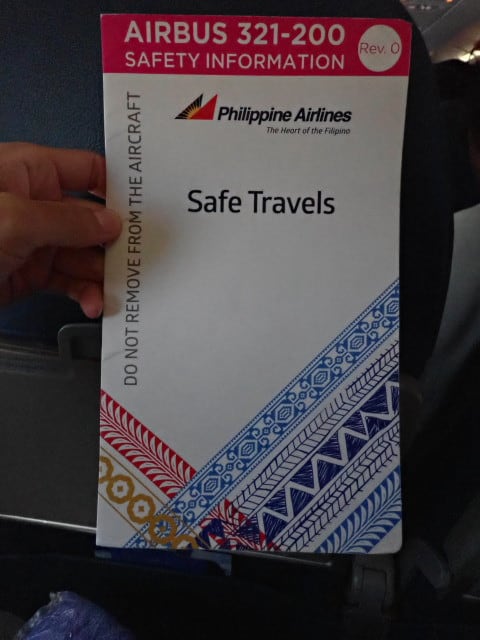 AIRBUS 321-200
SAFETY INFORMATION
Rev. 0
Philippine Airlines
The Heart of the Filipino
Safe Travels
DO NOT REMOVE FROM THE AIRCRAFT